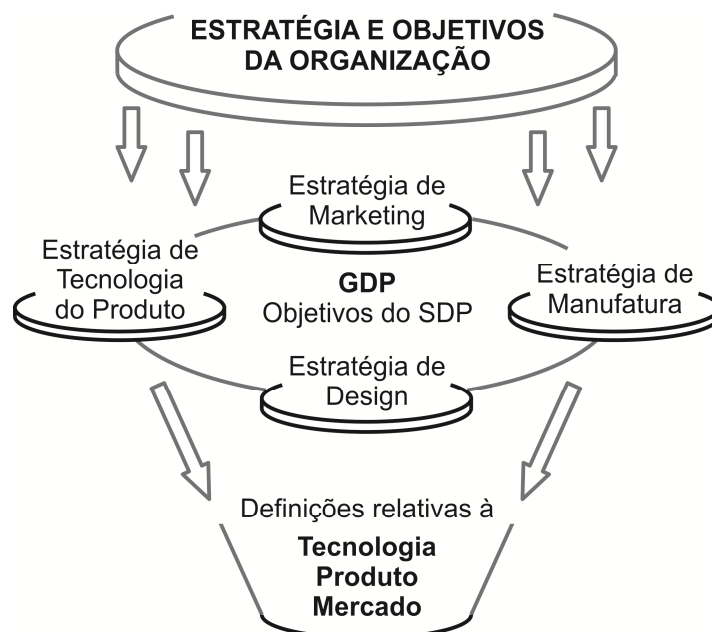 ESTRATÉGIA E OBJETIVOS
DA ORGANIZAÇÃO
Estratégia de
Marketing
Estratégia de
Tecnologia
do Produto
GDP
Objetivos do SDP
Estratégia de
Manufatura
Estratégia de
Design
Definições relativas à
Tecnologia
Produto
Mercado